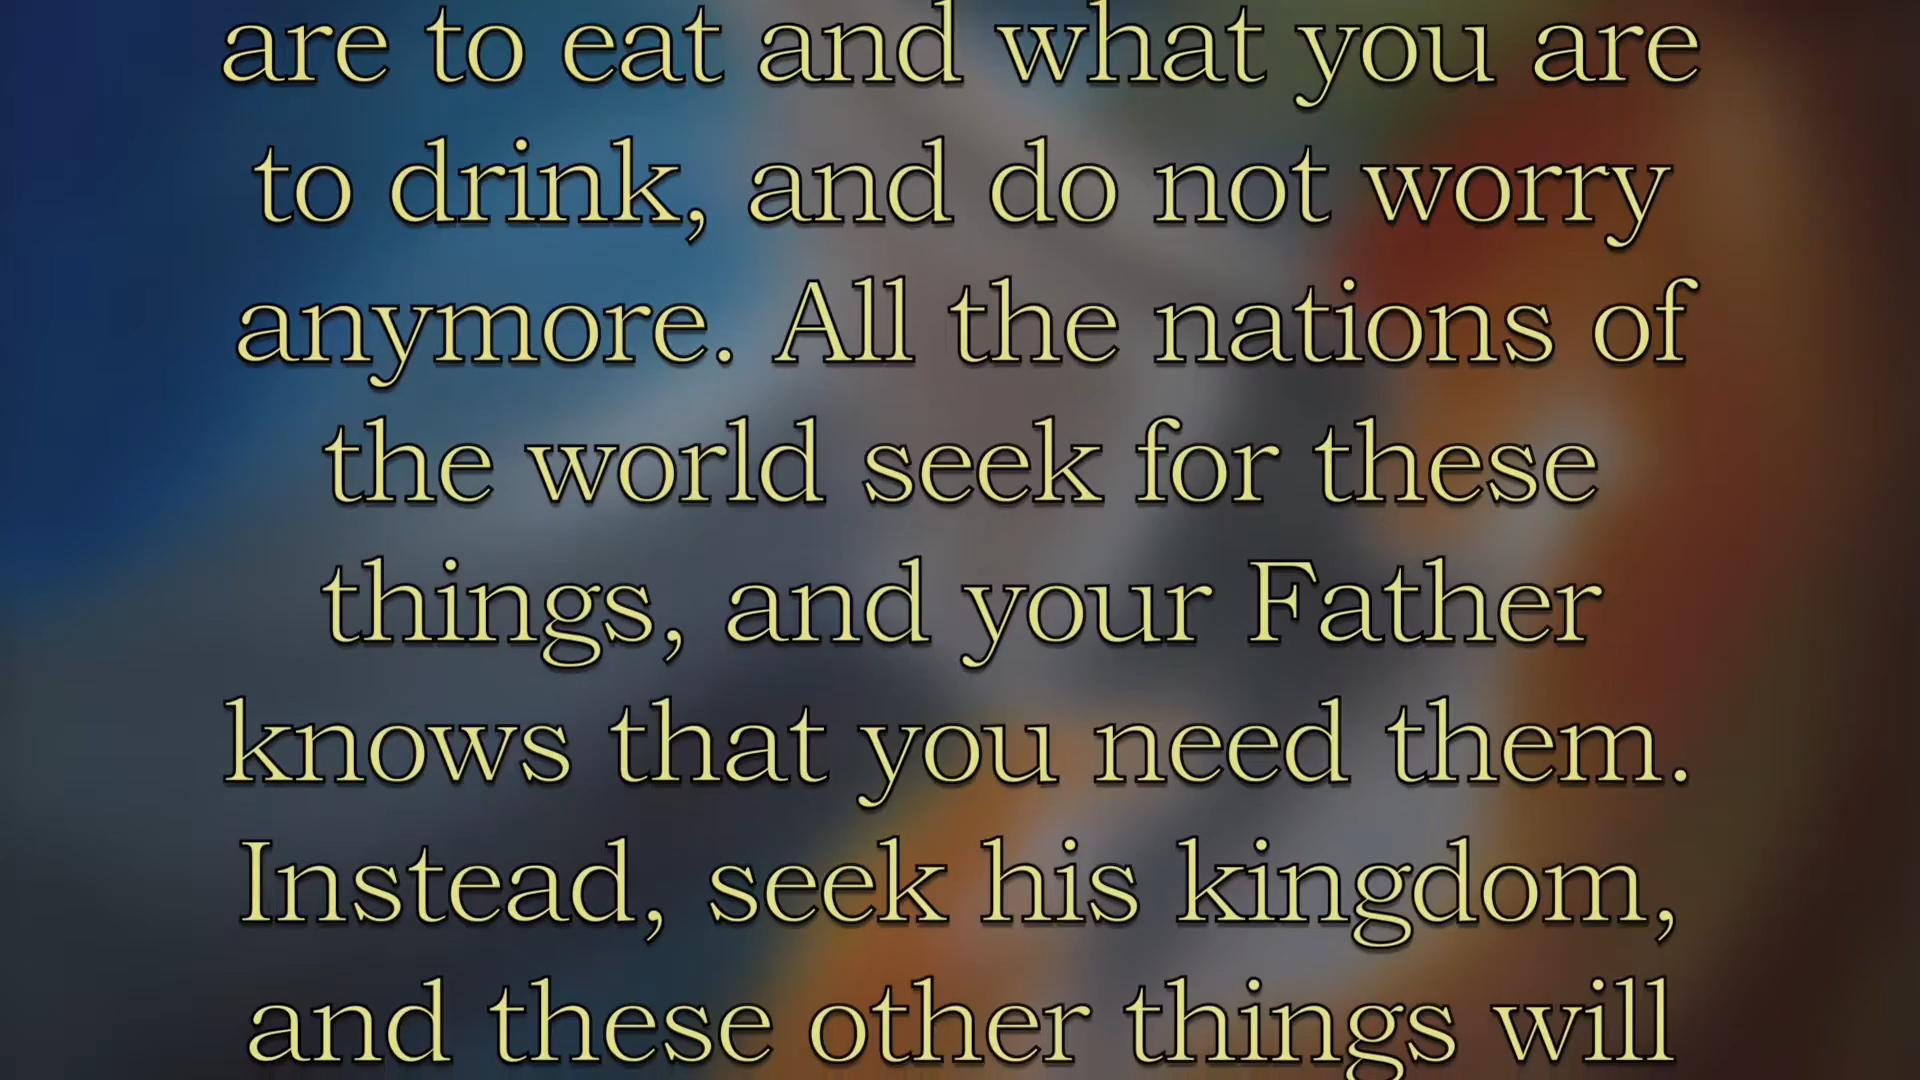 are to eat and what you are
to drink, and do not worry
anymore. All the nations of
the world seek for these
things, and your Father
knows that you need them.
Instead, seek his kingdom,
and these other things will